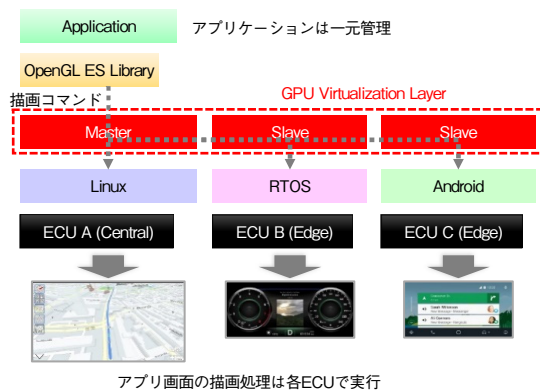 Application
アプリケーションは一元管理
OpenGL ES Library
描画コマンド
GPU Virtualization Layer
Master
Slave
Slave
Linux
RTOS
Android
ECU A (Central)
ECU B (Edge)
ECU C (Edge)
アプリ画面の描画処理は各ECUで実行